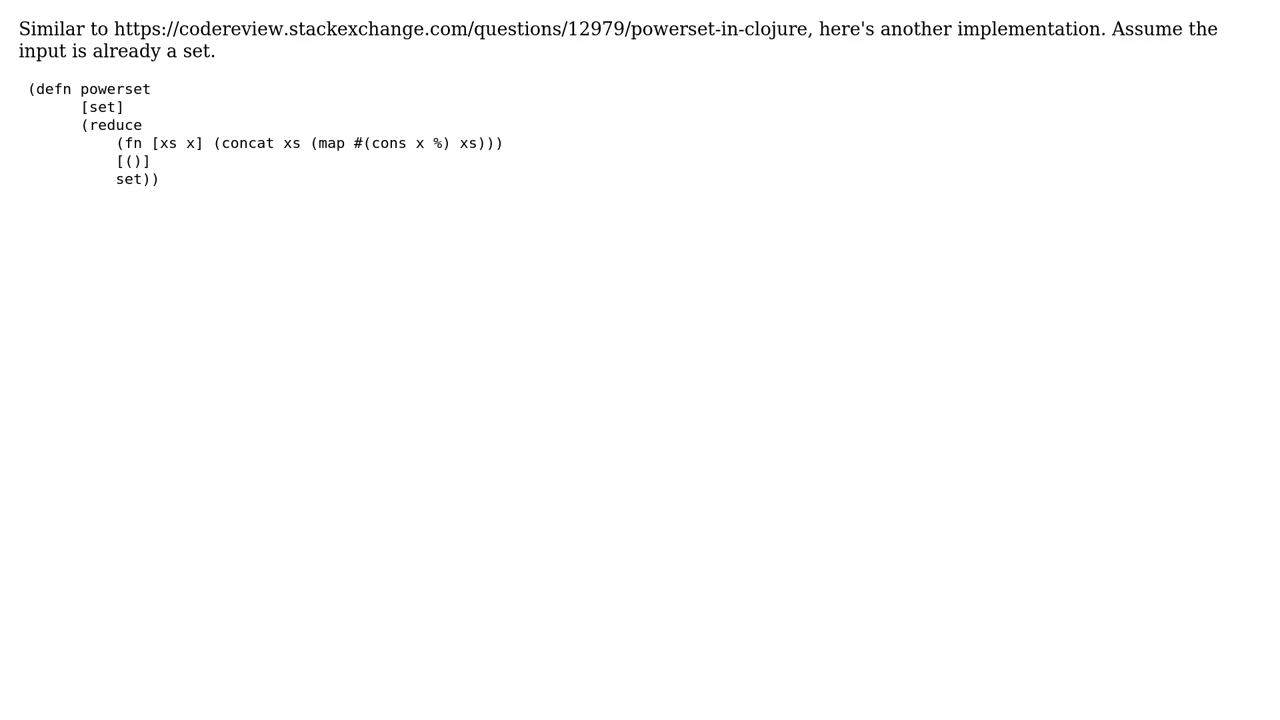 Similar to https://codereview.stackexchange.com/questions/12979/powerset-in-clojure, here's another implementation. Assume the
input is already a set.
(defn powerset
      [set]
      (reduce
          (fn [xs x] (concat xs (map #(cons x %) xs)))
          [()]
          set))